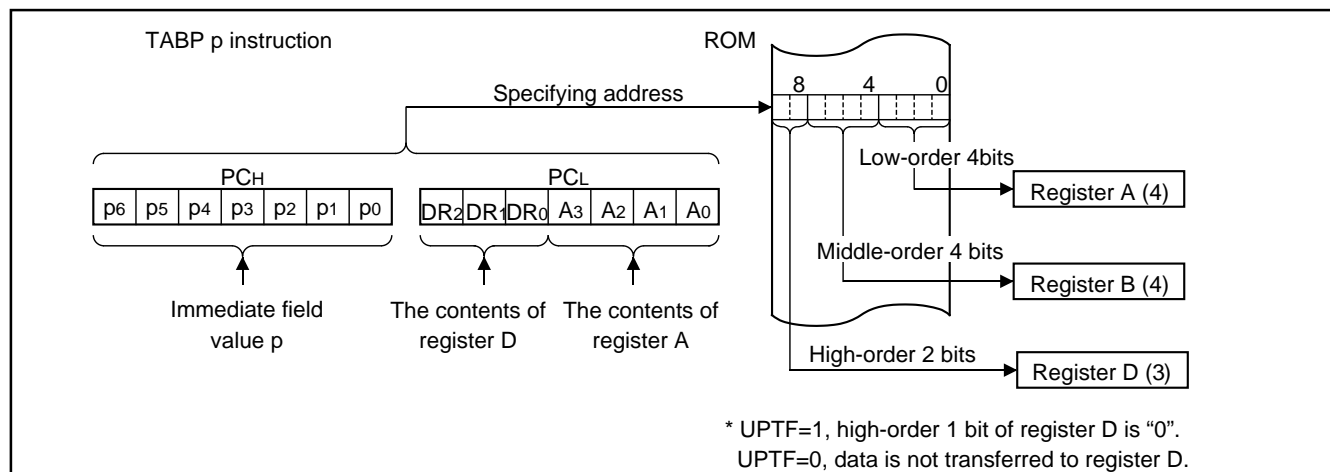 TABP p instruction
ROM
8 4 0
Specifying address
Low-order 4bits
PCH
PCL
p6 p5 p4 p3 p2 p1 p0
DR2 DR1 DR0 A3 A2 A1 A0
Register A (4)
Middle-order 4 bits
Register B (4)
Immediate field
value p
The contents of
register D
The contents of
register A
High-order 2 bits
Register D (3)
* UPTF=1, high-order 1 bit of register D is “0”.
UPTF=0, data is not transferred to register D.